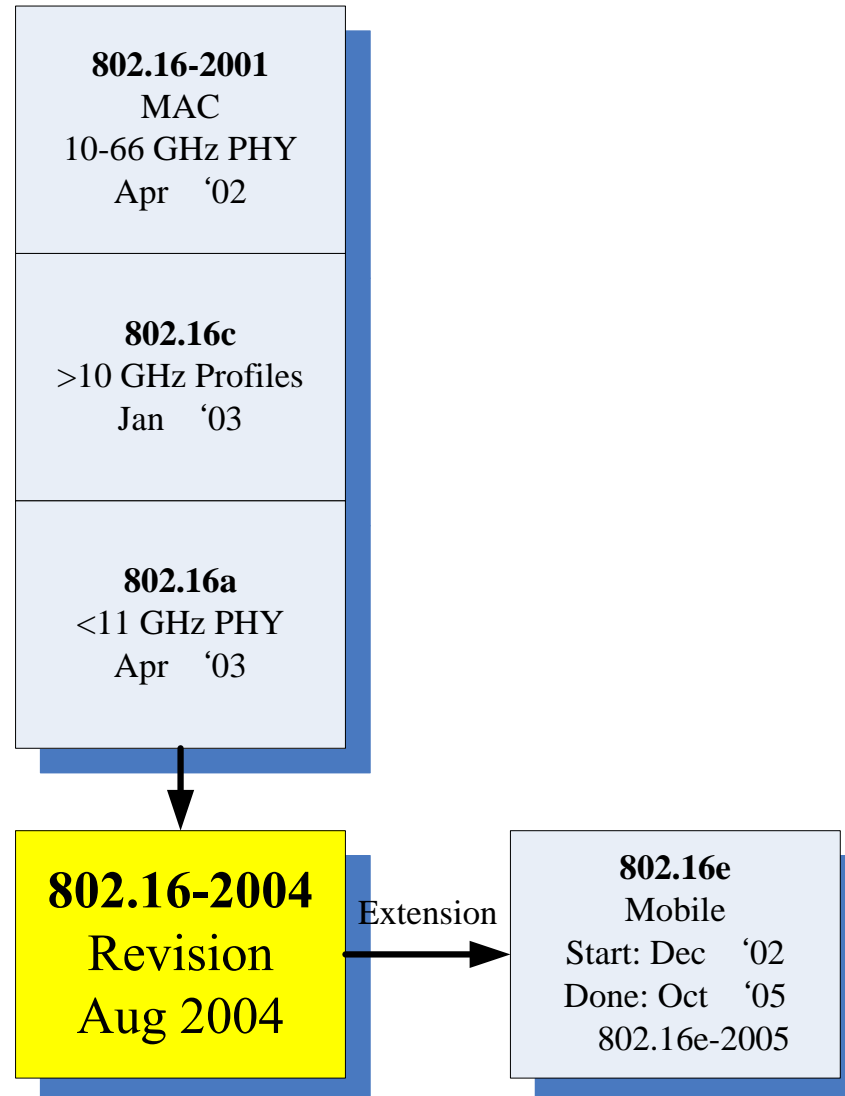 802.16-2001
MAC
10-66 GHz PHY
Apr ‘02
802.16c
>10 GHz Profiles
Jan ‘03
802.16a
<11 GHz PHY
Apr ‘03
802.16-2004
Revision
Aug 2004
Extension
802.16e
Mobile
Start: Dec ‘02
Done: Oct ‘05
802.16e-2005